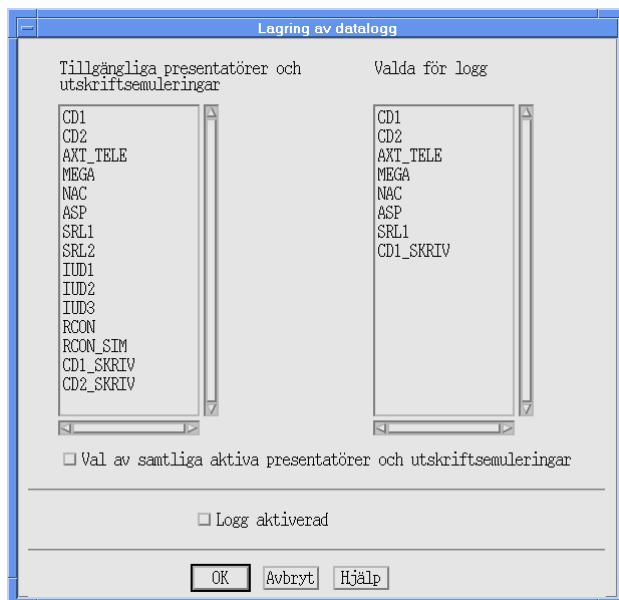 Lagring av datalogg
Tillgängliga presentatörer och
utskriftsemuleringar
CD1
CD2
AXT_TELE
MEGA
NAC
ASP
SRL1
SRL2
IUD1
IUD2
IUD3
RCON
RCON_SIM
CD1_SKRIV
CD2_SKRIV
Valda för logg
CD1
CD2
AXT_TELE
MEGA
NAC
ASP
SRL1
CD1_SKRIV
Val av samtliga aktiva presentatörer och utskriftsemuleringar
Logg aktiverad
OK Avbryt Hjälp